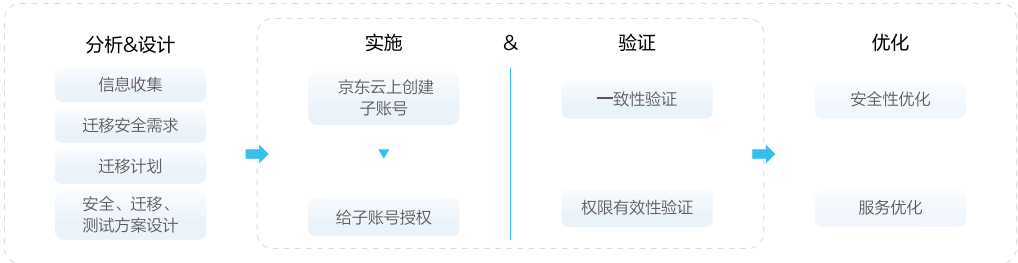 分析&设计
信息收集
迁移安全需求
迁移计划
安全、迁移、
测试方案设计
实施
&
验证
京东云上创建
子账号
给子账号授权
一致性验证
权限有效性验证
优化
安全性优化
服务优化